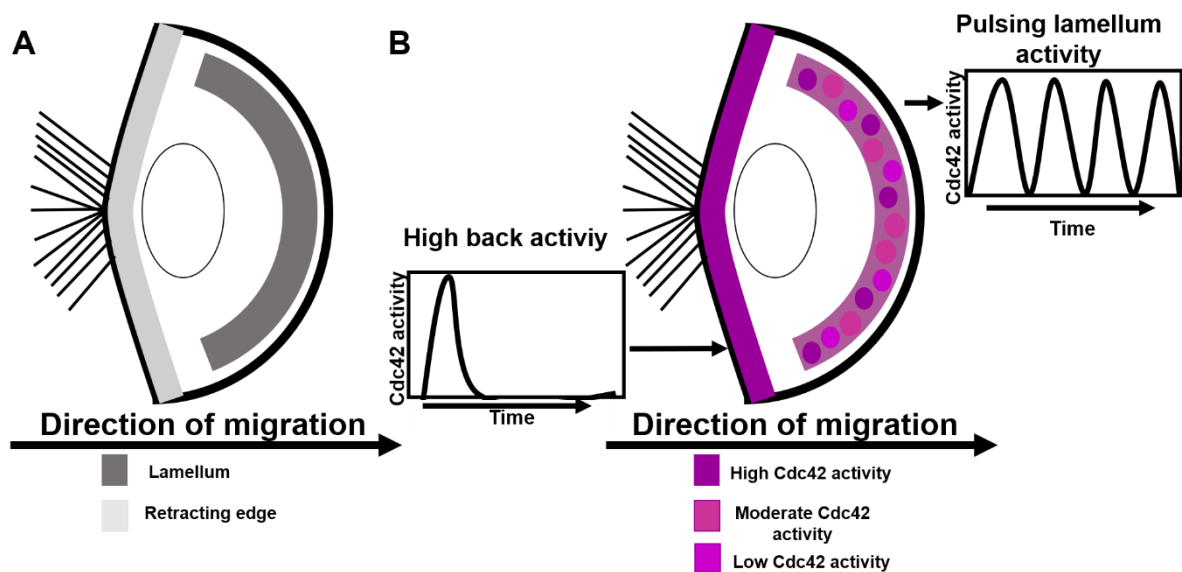 A
B
Pulsing lamellum
activity
Cdc42 activity
Time
High back activiy
Cdc42 activity
Time
Direction of migration
Direction of migration
Lamellum
Retracting edge
High Cdc42 activity
Moderate Cdc42
activity
Low Cdc42 activity